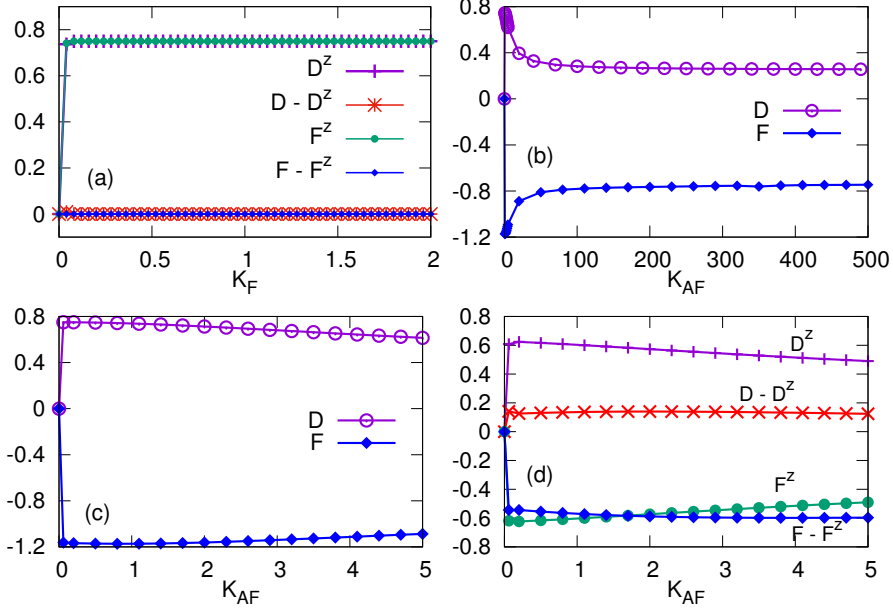 0.8
0.6
0.4
0.2
0
D^z
D - D^z
F^z
F - F^z
(a)
0 0.5 1 1.5 2
K_F
0.8
0.4
0
-0.4
-0.8
-1.2
D
F
(b)
0 100 200 300 400 500
K_AF
0.8
0.4
0
-0.4
-0.8
-1.2
D
F
(c)
0 1 2 3 4 5
K_AF
0.8
0.6
0.4
0.2
0
-0.2
-0.4
-0.6
-0.8
D^z
D - D^z
F^z
F - F^z
(d)
0 1 2 3 4 5
K_AF